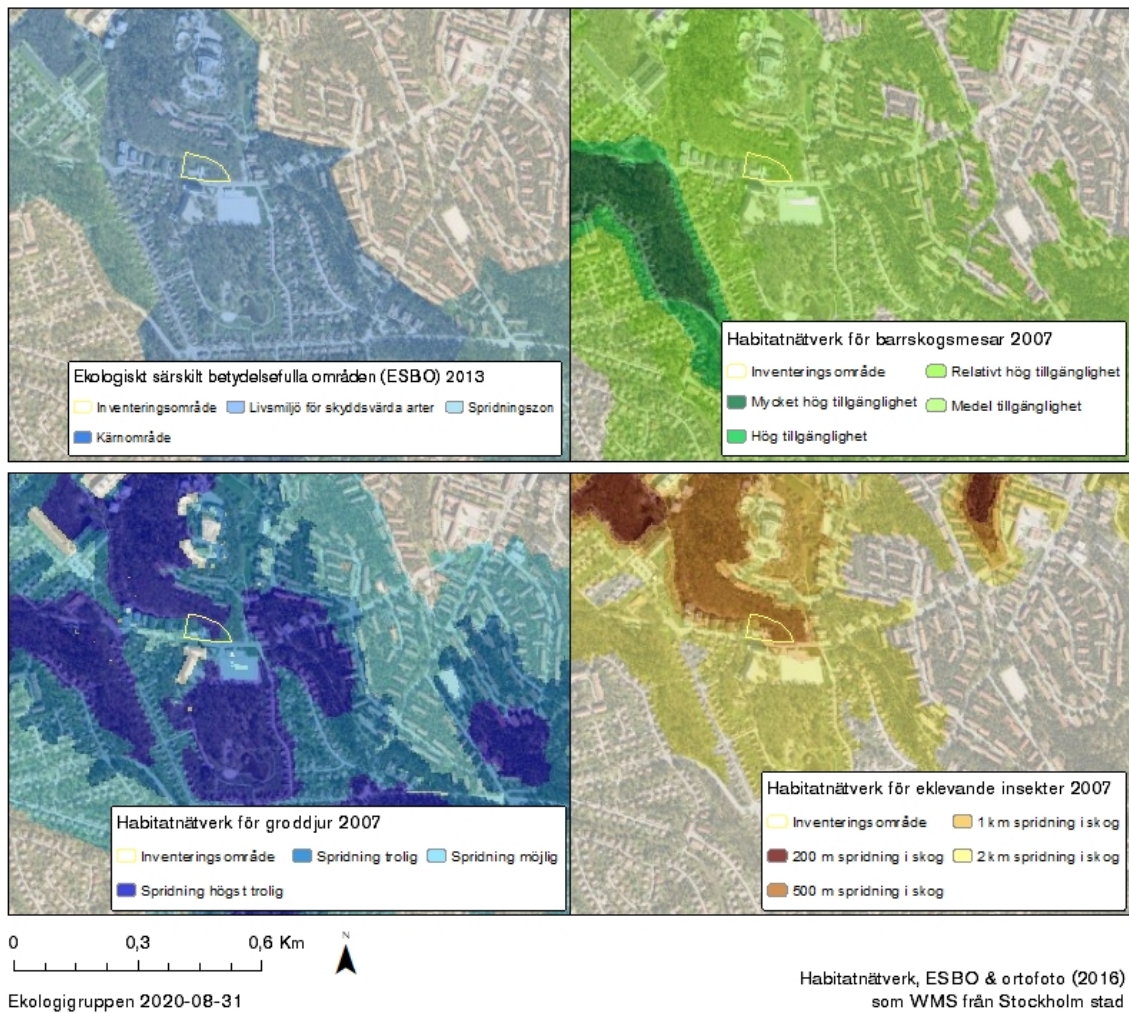 Ekologiskt särskilt betydelsefulla områden (ESBO) 2013
Inventeringsområde Livsmiljö för skyddsvärda arter Spridningszon
Kärnområde
Habitatnätverk för barrskogsmesar 2007
Inventeringsområde Relativt hög tillgänglighet
Mycket hög tillgänglighet Medel tillgänglighet
Hög tillgänglighet
Habitatnätverk för groddjur 2007
Inventeringsområde Spridning trolig Spridning möjlig
Spridning högst trolig
Habitatnätverk för eklevande insekter 2007
Inventeringsområde 1 km spridning i skog
200 m spridning i skog 2 km spridning i skog
500 m spridning i skog
0 0,3 0,6 Km
N
Ekologigruppen 2020-08-31
Habitatnätverk, ESBO & ortofoto (2016)
som WMS från Stockholm stad